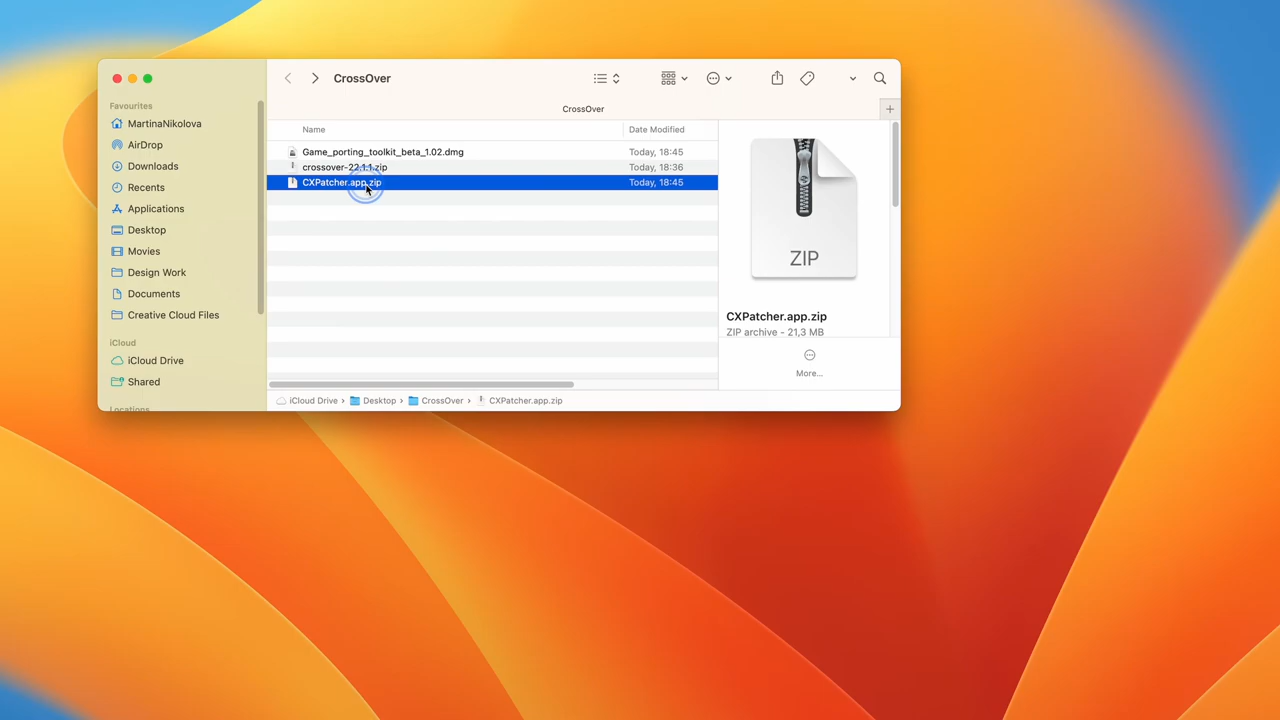 CrossOver
CrossOver
Favourites
MartinaNikolova
AirDrop
Downloads
Recents
Applications
Desktop
Movies
Design Work
Documents
Creative Cloud Files
iCloud
iCloud Drive
Shared
Locations
Name
Date Modified
Game_porting_toolkit_beta_1.02.dmg
Today, 18:45
crossover-22.1.1.zip
Today, 18:36
CXPatcher.app.zip
Today, 18:45
ZIP
CXPatcher.app.zip
ZIP archive - 21,3 MB
More...
iCloud Drive › Desktop › CrossOver › CXPatcher.app.zip